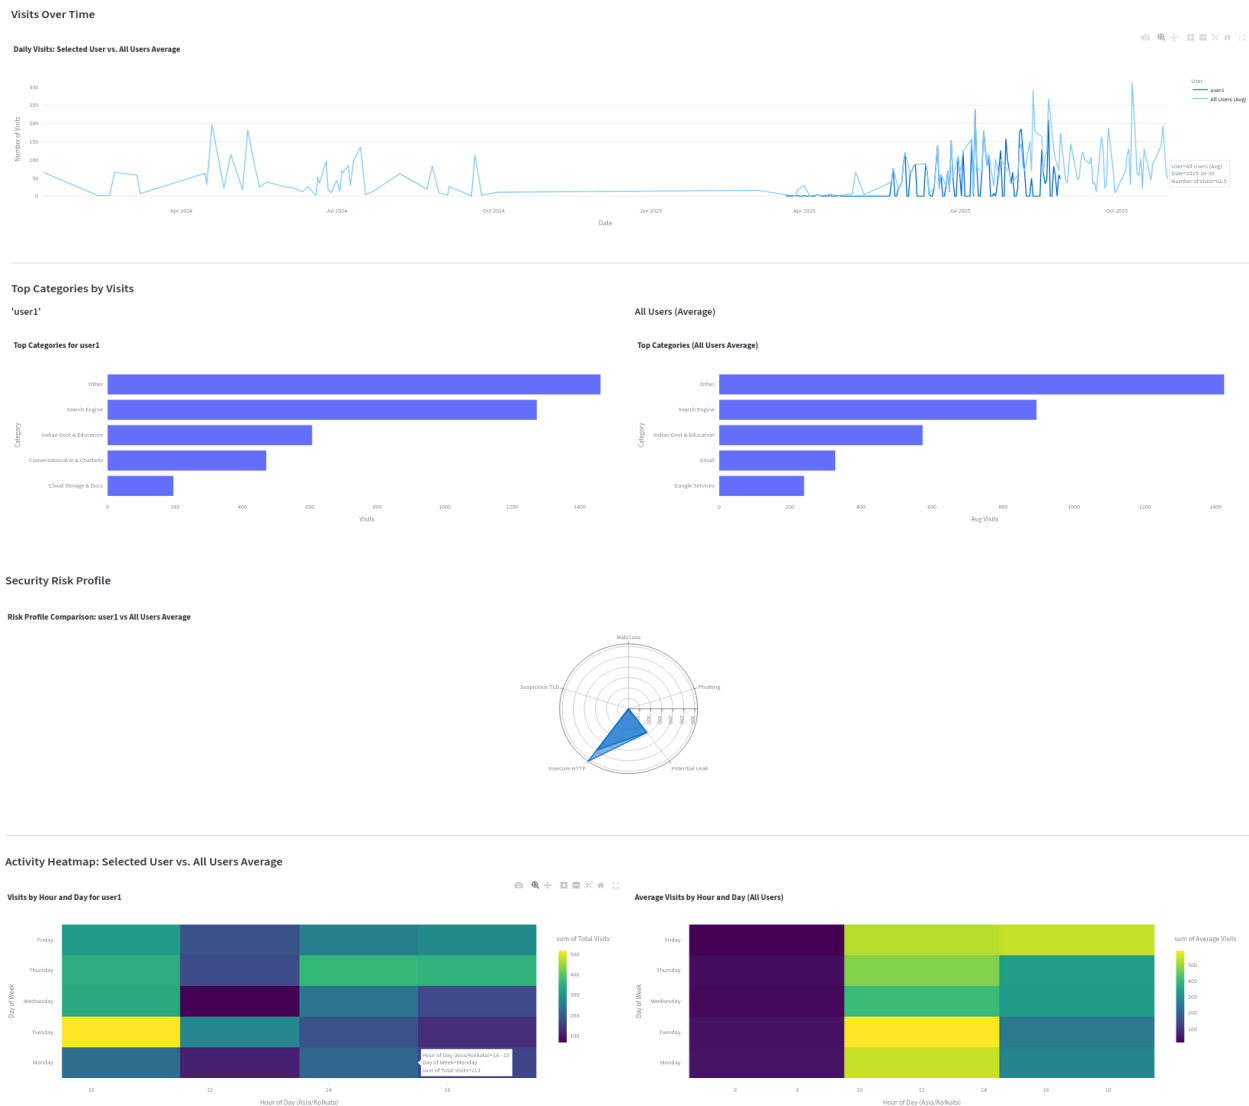 Visits Over Time
Daily Visits: Selected User vs. All Users Average
User
user1
All Users (Avg)
300
250
200
150
100
50
0
Number of Visits
User=All Users (Avg)
Date=2025-10-30
Number of Visits=61.5
Apr 2024
Jul 2024
Oct 2024
Jan 2025
Apr 2025
Jul 2025
Oct 2025
Date
Top Categories by Visits
'user1'
All Users (Average)
Top Categories for user1
Other
Search Engine
Indian Govt & Education
Conversational AI & Chatbots
Cloud Storage & Docs
Category
0
200
400
600
800
1000
1200
1400
Visits
Top Categories (All Users Average)
Other
Search Engine
Indian Govt & Education
Email
Google Services
Category
0
200
400
600
800
1000
1200
1400
Avg Visits
Security Risk Profile
Risk Profile Comparison: user1 vs All Users Average
Malicious
Suspicious TLD
Phishing
Insecure HTTP
Potential Leak
Activity Heatmap: Selected User vs. All Users Average
Visits by Hour and Day for user1
sum of Total Visits
500
400
300
200
100
Friday
Thursday
Wednesday
Tuesday
Monday
Day of Week
Hour of Day (Asia/Kolkata)=14 - 15
Day of Week=Monday
sum of Total Visits=213
10
12
14
16
Hour of Day (Asia/Kolkata)
Average Visits by Hour and Day (All Users)
sum of Average Visits
500
400
300
200
100
Friday
Thursday
Wednesday
Tuesday
Monday
Day of Week
6
8
10
12
14
16
18
Hour of Day (Asia/Kolkata)